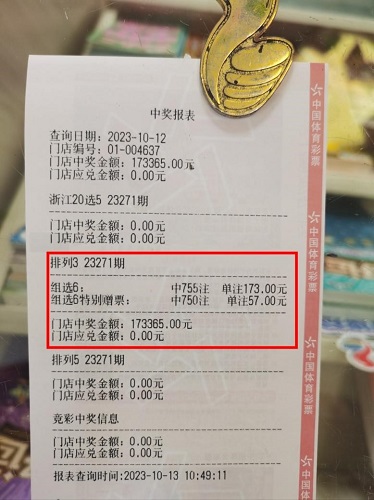 中奖报表
查询日期：2023-10-12
门店编号：01-004637
门店中奖金额：173365.00元
门店应兑金额：0.00元
浙江20选5 23271期
门店中奖金额：0.00元
门店应兑金额：0.00元
排列3 23271期
组选6： 中755注 单注173.00元
组选6特别赠票： 中750注 单注57.00元
门店中奖金额：173365.00元
门店应兑金额：0.00元
排列5 23271期
门店中奖金额：0.00元
门店应兑金额：0.00元
竞彩中奖信息
门店中奖金额：0.00元
门店应兑金额：0.00元
报表查询时间：2023-10-13 10:49:11
中国体育彩票
中国体育彩票
中国体育彩票
中国体育彩票